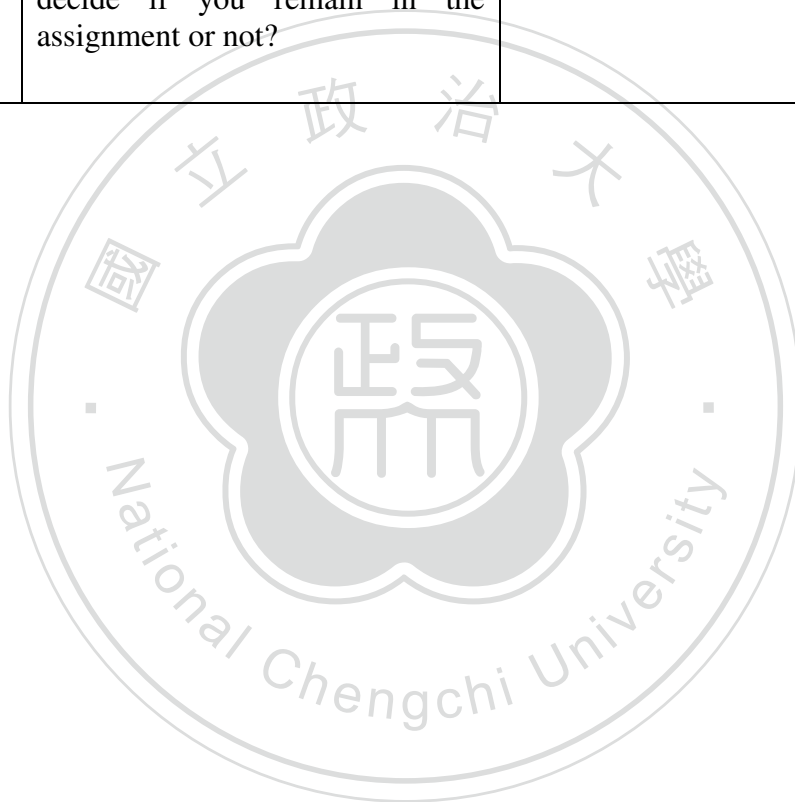 decide if you remain in the
assignment or not?
國立政治大學
政
National Chengchi University